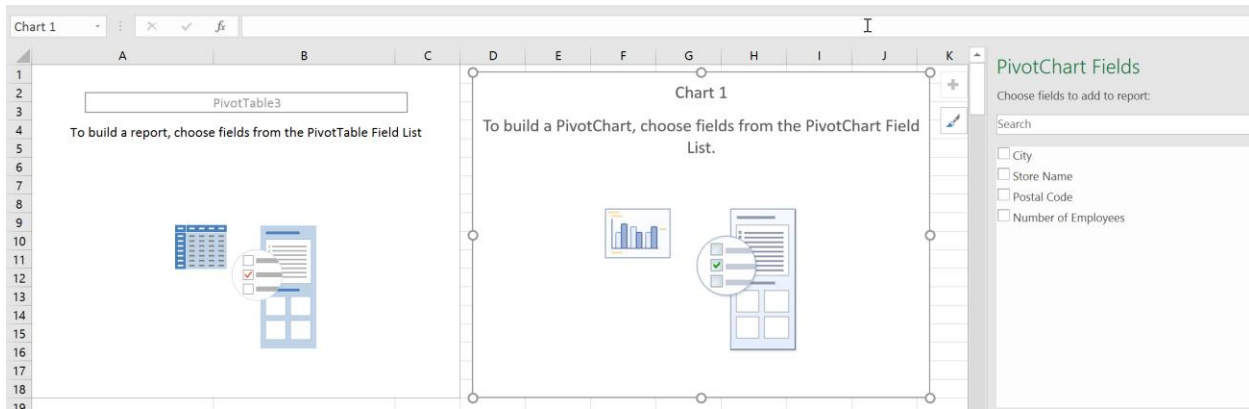 Chart 1
fx
A B C D E F G H I J K
1
2
3
4
5
6
7
8
9
10
11
12
13
14
15
16
17
18
19
PivotTable3
To build a report, choose fields from the PivotTable Field List
Chart 1
To build a PivotChart, choose fields from the PivotChart Field
List.
PivotChart Fields
Choose fields to add to report:
Search
City
Store Name
Postal Code
Number of Employees